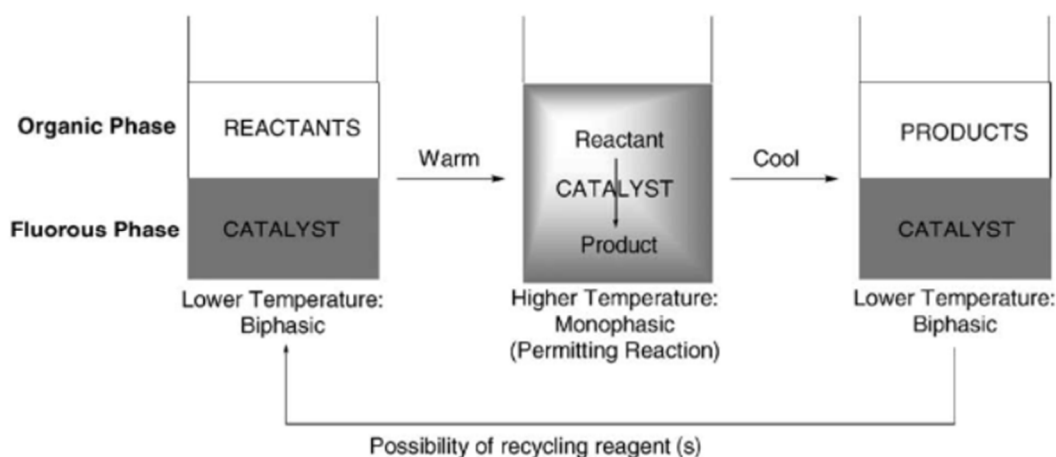 Organic Phase
REACTANTS
Fluorous Phase
CATALYST
Lower Temperature:
Biphasic
Warm
Reactant
CATALYST
Product
Higher Temperature:
Monophasic
(Permitting Reaction)
Cool
PRODUCTS
CATALYST
Lower Temperature:
Biphasic
Possibility of recycling reagent (s)